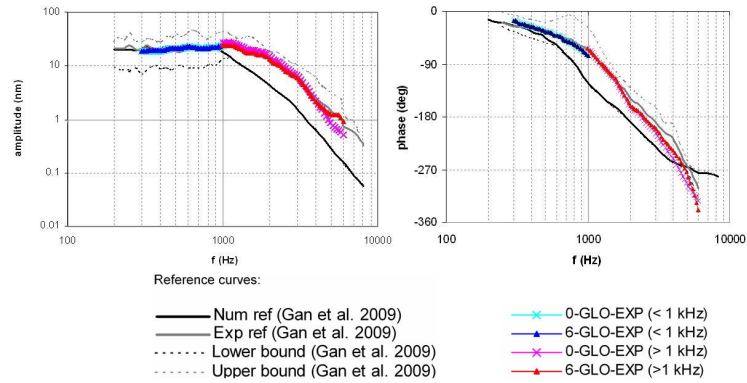 100
10
1
0.1
0.01
100 1000 10000
amplitude (nm)
f (Hz)
0
-90
-180
-270
-360
100 1000 10000
phase (deg)
f (Hz)
Reference curves:
Num ref (Gan et al. 2009)
Exp ref (Gan et al. 2009)
Lower bound (Gan et al. 2009)
Upper bound (Gan et al. 2009)
0-GLO-EXP (< 1 kHz)
6-GLO-EXP (< 1 kHz)
0-GLO-EXP (> 1 kHz)
6-GLO-EXP (>1 kHz)